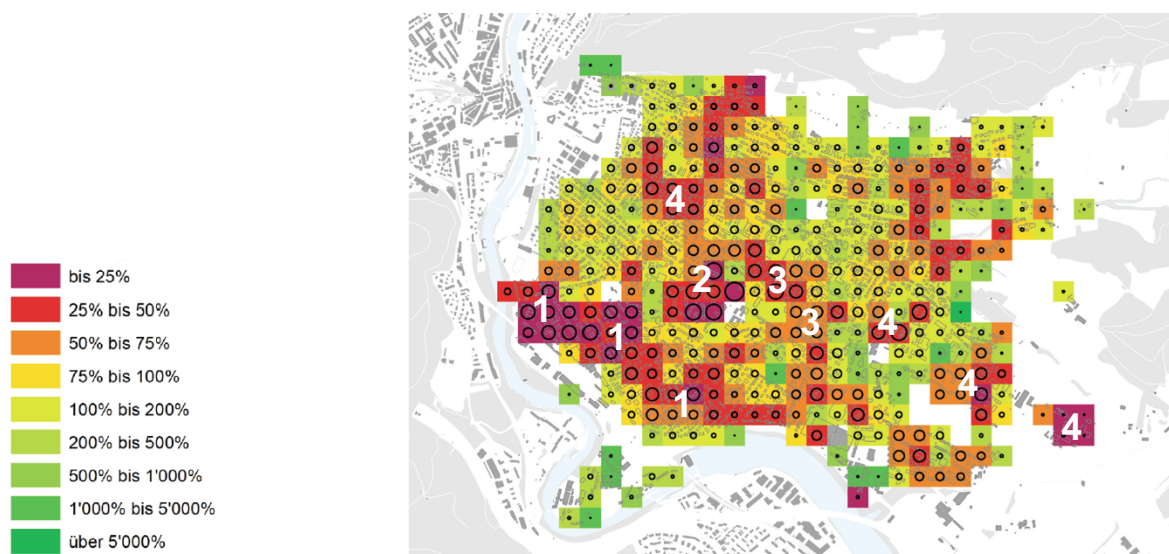 bis 25%
25% bis 50%
50% bis 75%
75% bis 100%
100% bis 200%
200% bis 500%
500% bis 1'000%
1'000% bis 5'000%
über 5'000%
4
2
3
1
3
4
1
4
1
4